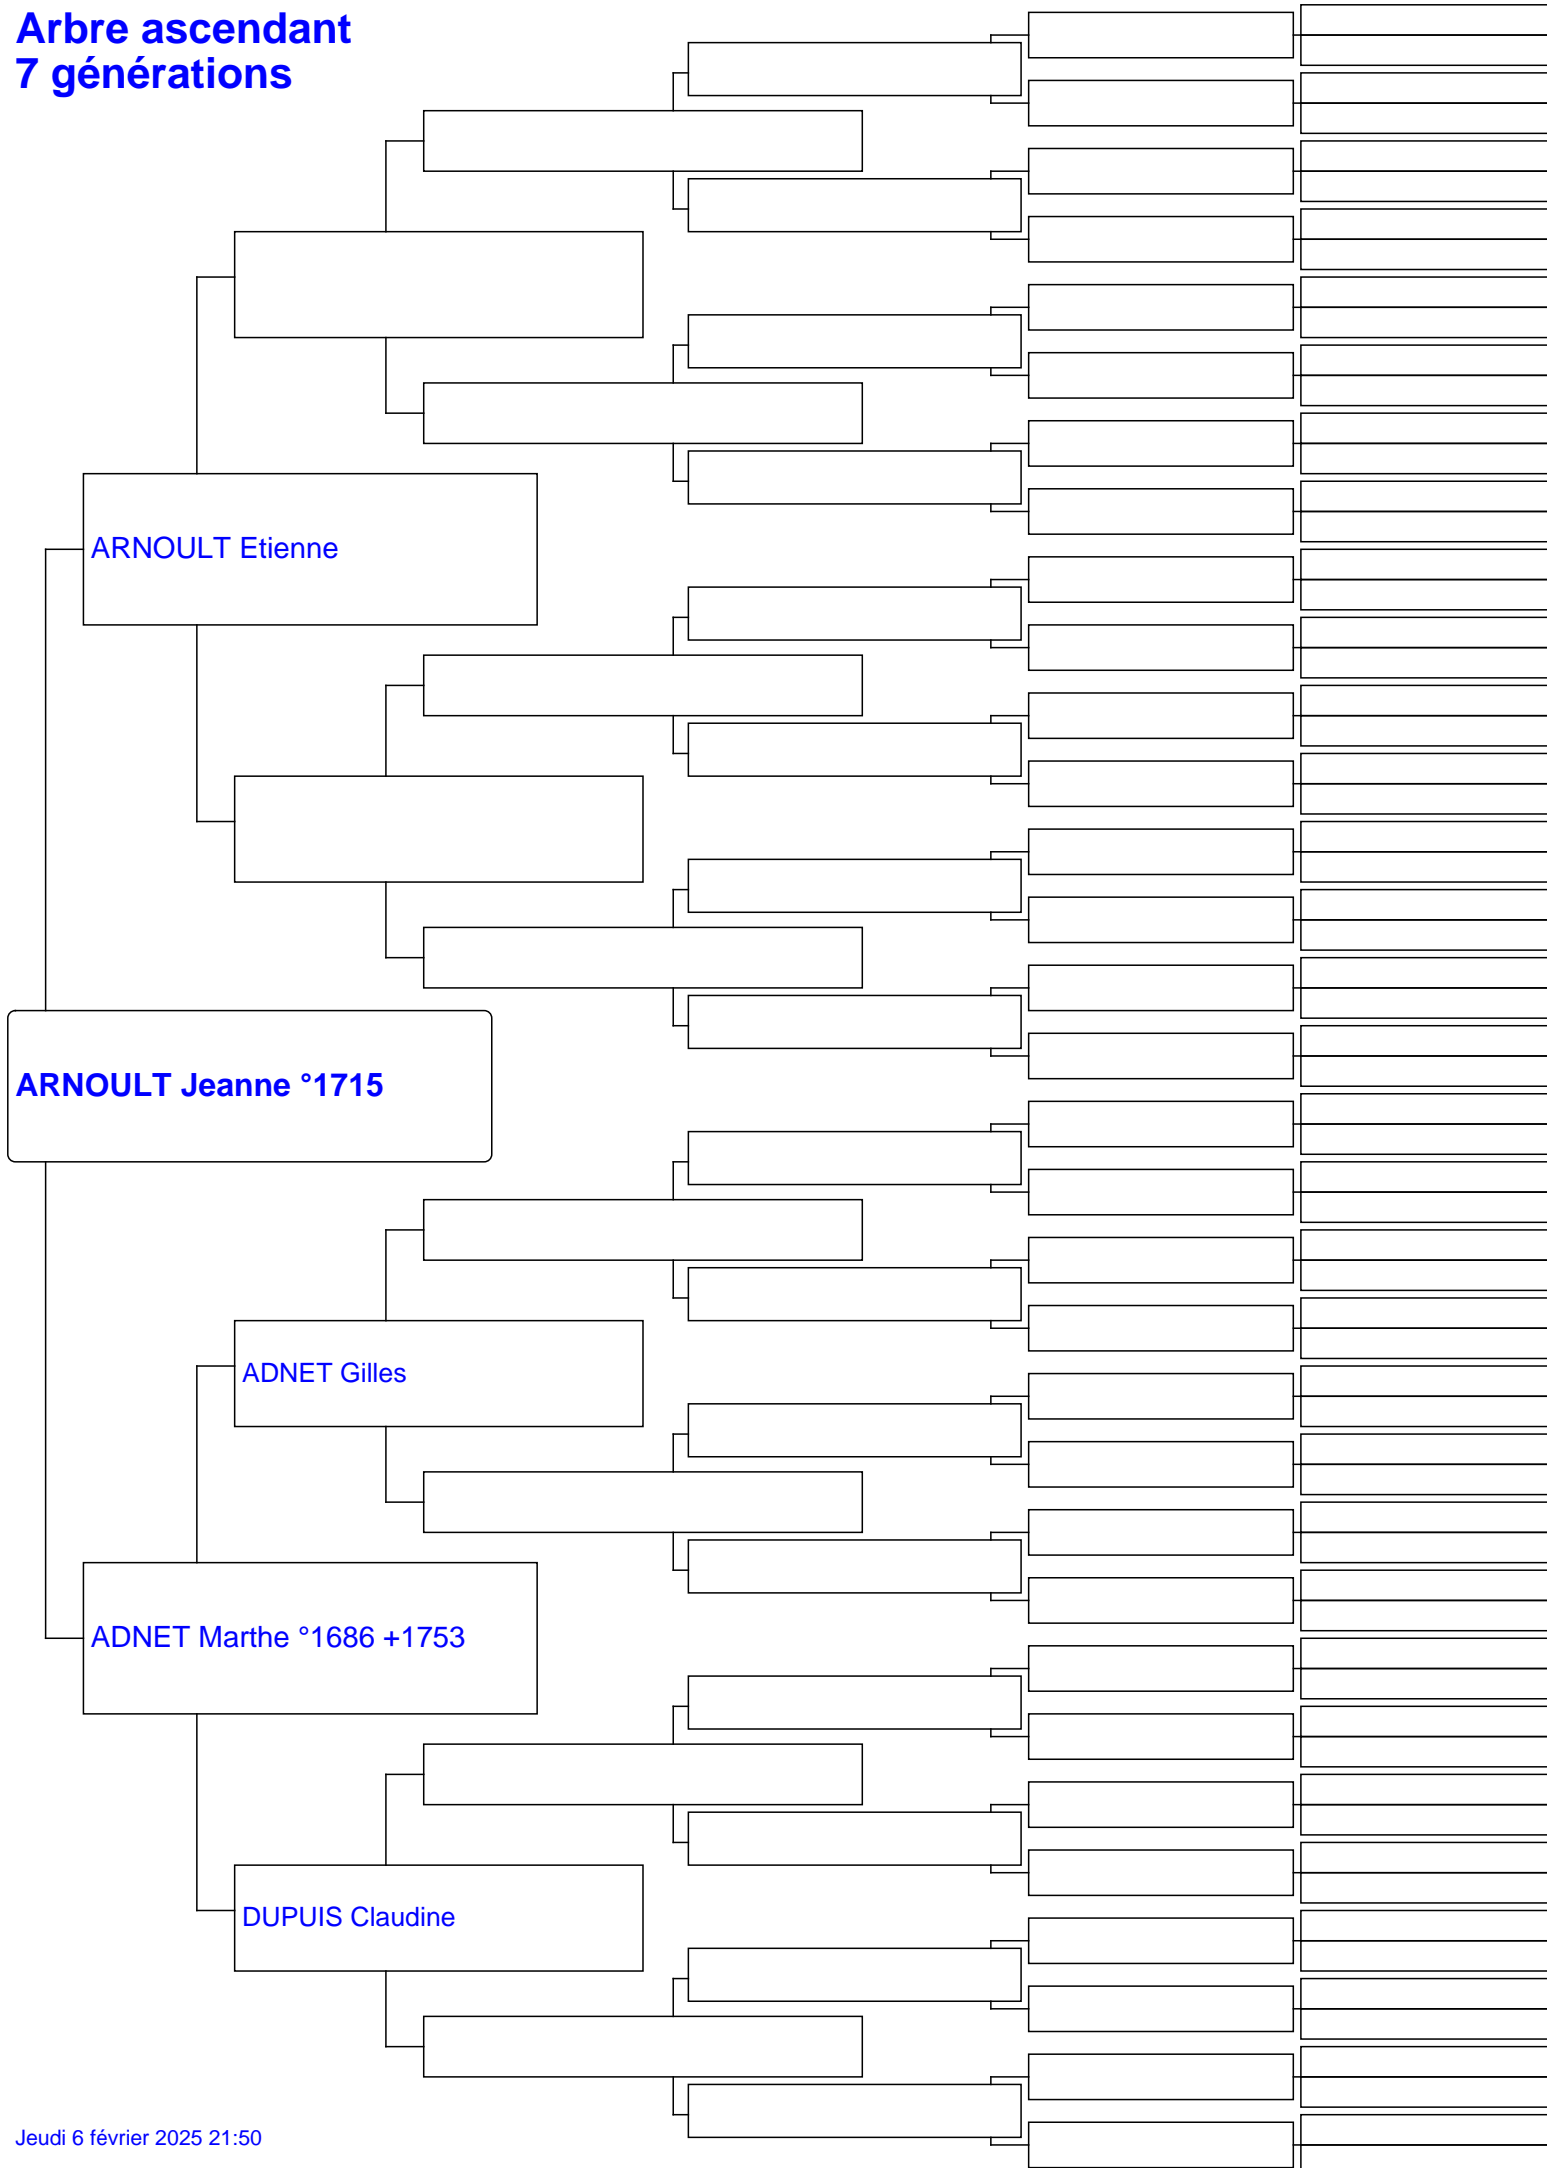 Arbre ascendant
7 générations
ARNOULT Etienne
ARNOULT Jeanne °1715
ADNET Gilles
ADNET Marthe °1686 +1753
DUPUIS Claudine
Jeudi 6 février 2025 21:50